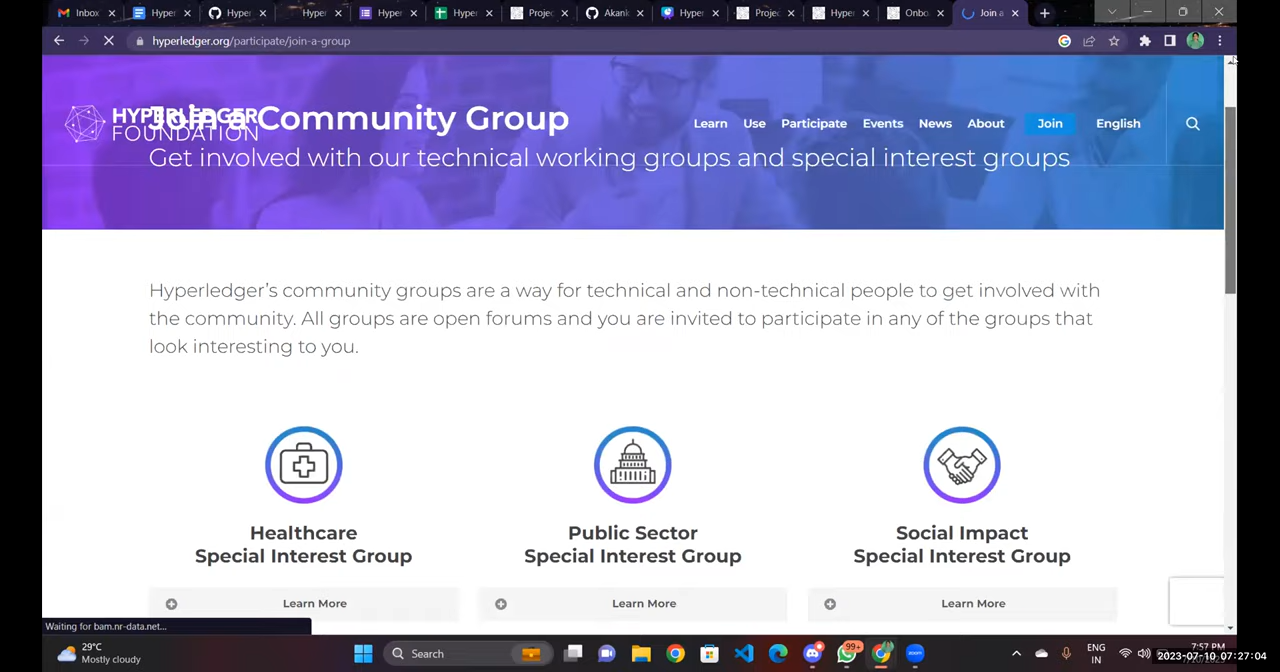 Inbox
Hyper
Hyper
Hyper
Hyper
Hyper
Projec
Akank
Hyper
Projec
Hyper
Onbo
Join a
hyperledger.org/participate/join-a-group
HYPERLEDGER
FOUNDATION
Join a Community Group
Learn Use Participate Events News About Join English
Get involved with our technical working groups and special interest groups
Hyperledger's community groups are a way for technical and non-technical people to get involved with
the community. All groups are open forums and you are invited to participate in any of the groups that
look interesting to you.
Healthcare
Special Interest Group
Learn More
Public Sector
Special Interest Group
Learn More
Social Impact
Special Interest Group
Learn More
Waiting for bam.nr-data.net...
29°C
Mostly cloudy
Search
99+
zoom
ENG
IN
7:57 PM
2023-07-10 07:27:04